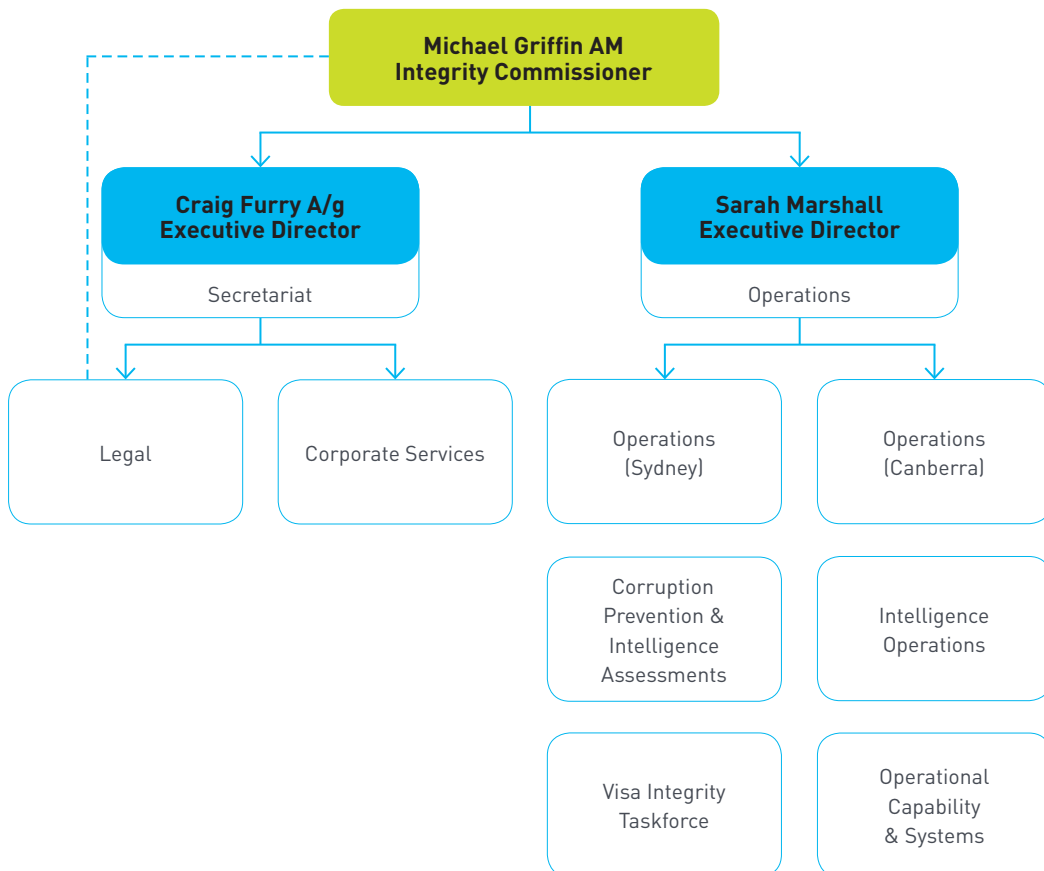 Michael Griffin AM
Integrity Commissioner
Craig Furry A/g
Executive Director
Secretariat
Sarah Marshall
Executive Director
Operations
Legal
Corporate Services
Operations
(Sydney)
Operations
(Canberra)
Corruption
Prevention &
Intelligence
Assessments
Intelligence
Operations
Visa Integrity
Taskforce
Operational
Capability
& Systems